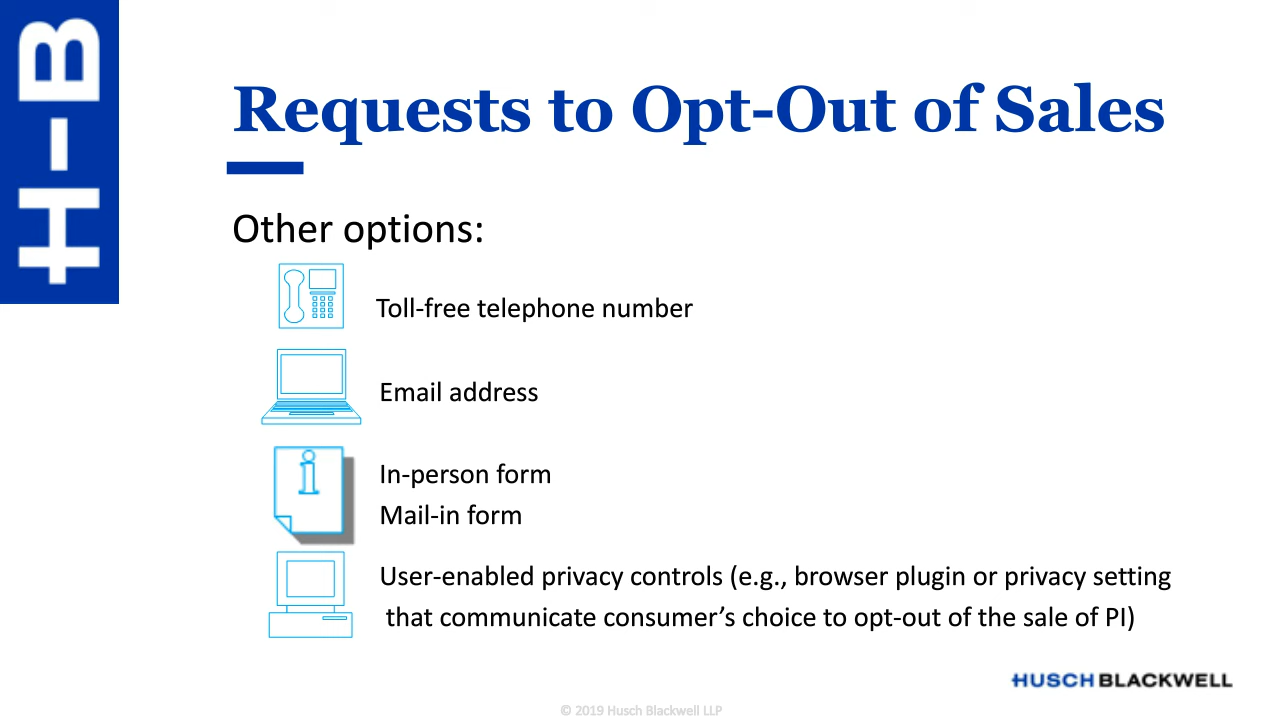 H-B
Requests to Opt-Out of Sales
Other options:
Toll-free telephone number
Email address
i
In-person form
Mail-in form
User-enabled privacy controls (e.g., browser plugin or privacy setting
that communicate consumer’s choice to opt-out of the sale of PI)
HUSCH BLACKWELL
© 2019 Husch Blackwell LLP